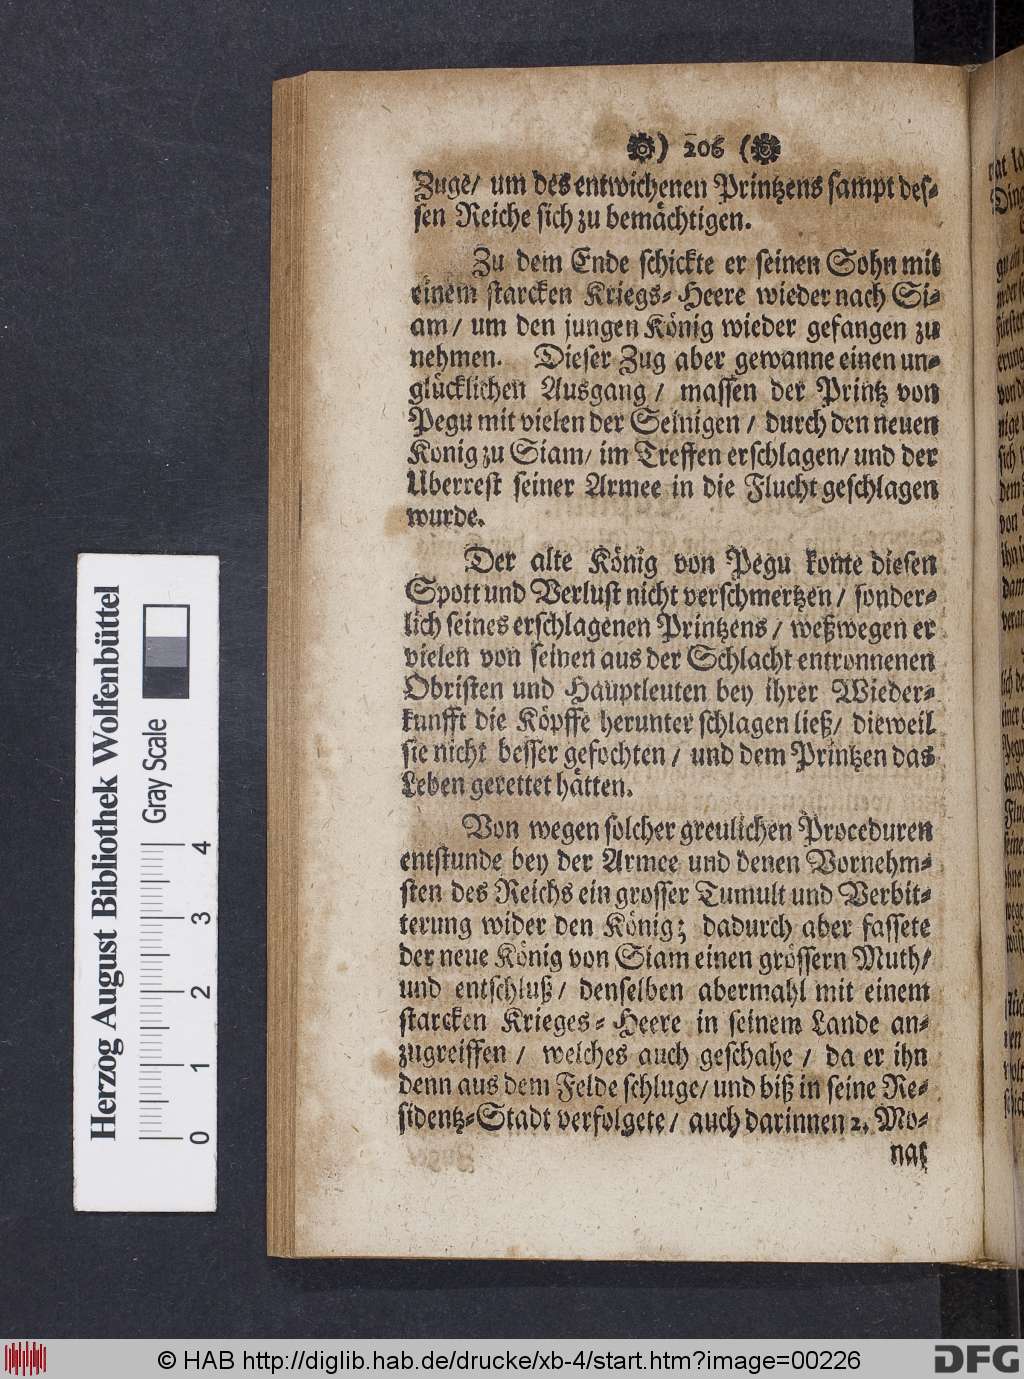 ) 206 (
Zuge/ um des entwichenen Printzens sampt des-
sen Reiche sich zu bemächtigen.
Zu dem Ende schickte er seinen Sohn mit
einem starcken Kriegs-Heere wieder nach Si-
am/ um den jungen König wieder gefangen zu
nehmen. Dieser Zug aber gewanne einen un-
glücklichen Ausgang/ massen der Printz von
Pegu mit vielen der Seinigen/ durch den neuen
König zu Siam/ im Treffen erschlagen/ und der
Uberrest seiner Armee in die Flucht geschlagen
wurde.
Der alte König von Pegu konte diesen
Spott und Verlust nicht verschmertzen/ sonder-
lich seines erschlagenen Printzens/ weßwegen er
vielen von seinen aus der Schlacht entronnenen
Obristen und Hauptleuten bey ihrer Wieder-
kunfft die Köpffe herunter schlagen ließ/ dieweil
sie nicht besser gefochten/ und dem Printzen das
Leben gerettet hätten.
Von wegen solcher greulichen Proceduren
entstunde bey der Armee und denen Vornehm-
sten des Reichs ein grosser Tumult und Verbit-
terung wider den König; dadurch aber fassete
der neue König von Siam einen grössern Muth/
und entschluß/ denselben abermahl mit einem
starcken Krieges-Heere in seinem Lande an-
zugreiffen/ welches auch geschahe/ da er ihn
denn aus dem Felde schluge/ und biß in seine Re-
sidentz-Stadt verfolgete/ auch darinnen 2. Mo-
nat
Herzog August Bibliothek Wolfenbüttel
Gray Scale
0 1 2 3 4
© HAB http://diglib.hab.de/drucke/xb-4/start.htm?image=00226
DFG